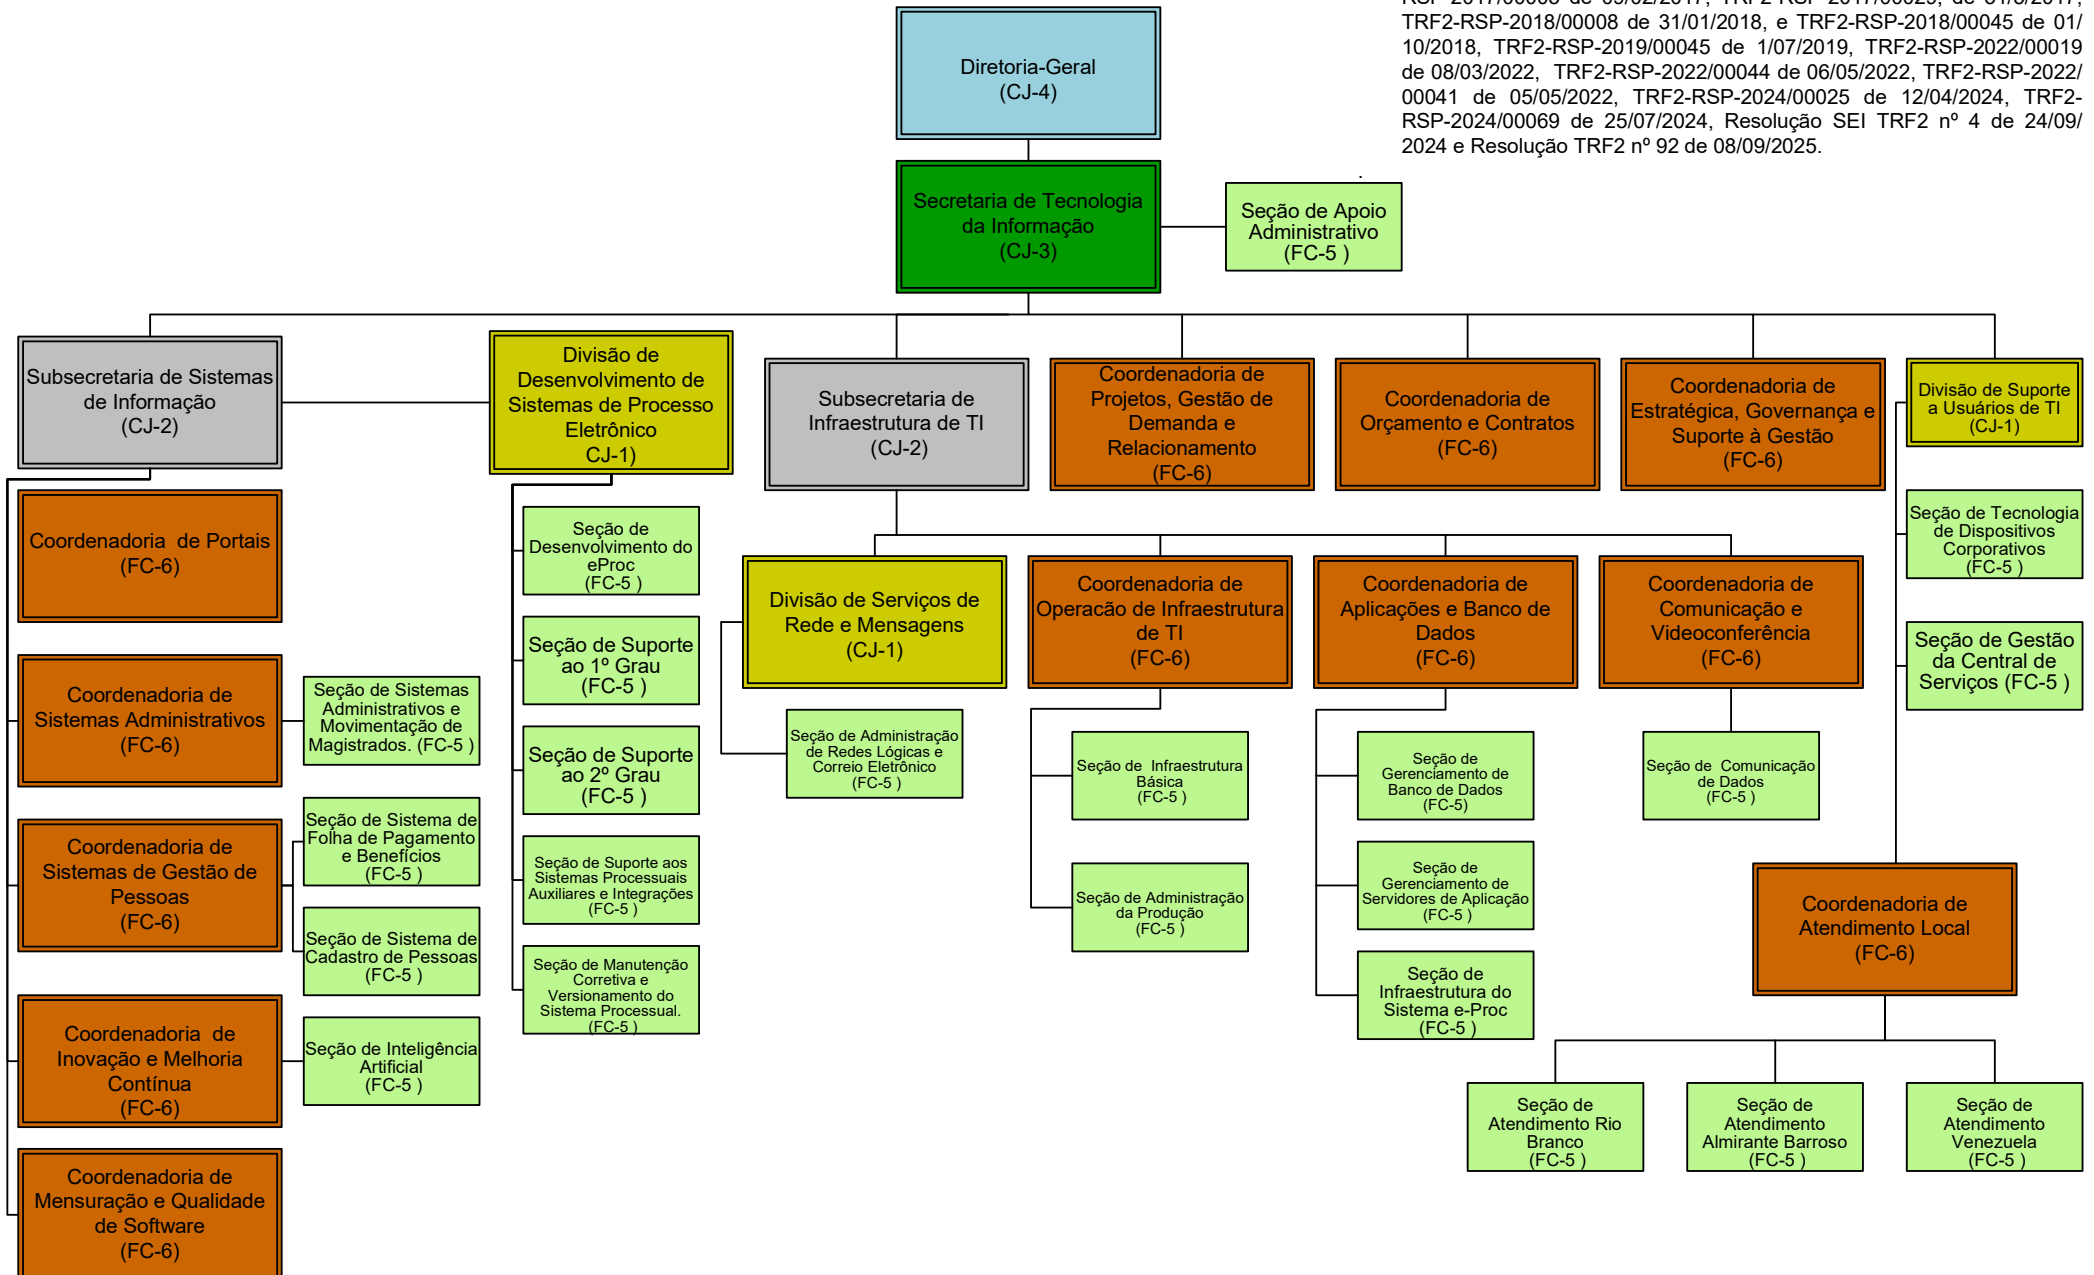 RSP-2017/00008 de 09/02/2017, TRF2-RSP-2017/00029, de 31/8/2017,
TRF2-RSP-2018/00008 de 31/01/2018, e TRF2-RSP-2018/00045 de 01/
10/2018, TRF2-RSP-2019/00045 de 1/07/2019, TRF2-RSP-2022/00019
de 08/03/2022, TRF2-RSP-2022/00044 de 06/05/2022, TRF2-RSP-2022/
00041 de 05/05/2022, TRF2-RSP-2024/00025 de 12/04/2024, TRF2-
RSP-2024/00069 de 25/07/2024, Resolução SEI TRF2 nº 4 de 24/09/
2024 e Resolução TRF2 nº 92 de 08/09/2025.
.
Diretoria-Geral
(CJ-4)
Secretaria de Tecnologia
da Informação
(CJ-3)
Seção de Apoio
Administrativo
(FC-5 )
Subsecretaria de Sistemas
de Informação
(CJ-2)
Divisão de
Desenvolvimento de
Sistemas de Processo
Eletrônico
CJ-1)
Subsecretaria de
Infraestrutura de TI
(CJ-2)
Coordenadoria de
Projetos, Gestão de
Demanda e
Relacionamento
(FC-6)
Coordenadoria de
Orçamento e Contratos
(FC-6)
Coordenadoria de
Estratégica, Governança e
Suporte à Gestão
(FC-6)
Divisão de Suporte
a Usuários de TI
(CJ-1)
Coordenadoria de Portais
(FC-6)
Coordenadoria de
Sistemas Administrativos
(FC-6)
Seção de Sistemas
Administrativos e
Movimentação de
Magistrados. (FC-5 )
Coordenadoria de
Sistemas de Gestão de
Pessoas
(FC-6)
Seção de Sistema de
Folha de Pagamento
e Benefícios
(FC-5 )
Seção de Sistema de
Cadastro de Pessoas
(FC-5 )
Coordenadoria de
Inovação e Melhoria
Contínua
(FC-6)
Seção de Inteligência
Artificial
(FC-5 )
Coordenadoria de
Mensuração e Qualidade
de Software
(FC-6)
Seção de
Desenvolvimento do
eProc
(FC-5 )
Seção de Suporte
ao 1º Grau
(FC-5 )
Seção de Suporte
ao 2º Grau
(FC-5 )
Seção de Suporte aos
Sistemas Processuais
Auxiliares e Integrações
(FC-5 )
Seção de Manutenção
Corretiva e
Versionamento do
Sistema Processual.
(FC-5 )
Divisão de Serviços de
Rede e Mensagens
(CJ-1)
Seção de Administração
de Redes Lógicas e
Correio Eletrônico
(FC-5 )
Coordenadoria de
Operacão de Infraestrutura
de TI
(FC-6)
Seção de Infraestrutura
Básica
(FC-5 )
Seção de Administração
da Produção
(FC-5 )
Coordenadoria de
Aplicações e Banco de
Dados
(FC-6)
Seção de
Gerenciamento de
Banco de Dados
(FC-5)
Seção de
Gerenciamento de
Servidores de Aplicação
(FC-5 )
Seção de
Infraestrutura do
Sistema e-Proc
(FC-5 )
Coordenadoria de
Comunicação e
Videoconferência
(FC-6)
Seção de Comunicação
de Dados
(FC-5 )
Seção de Tecnologia
de Dispositivos
Corporativos
(FC-5 )
Seção de Gestão
da Central de
Serviços (FC-5 )
Coordenadoria de
Atendimento Local
(FC-6)
Seção de
Atendimento Rio
Branco
(FC-5 )
Seção de
Atendimento
Almirante Barroso
(FC-5 )
Seção de
Atendimento
Venezuela
(FC-5 )